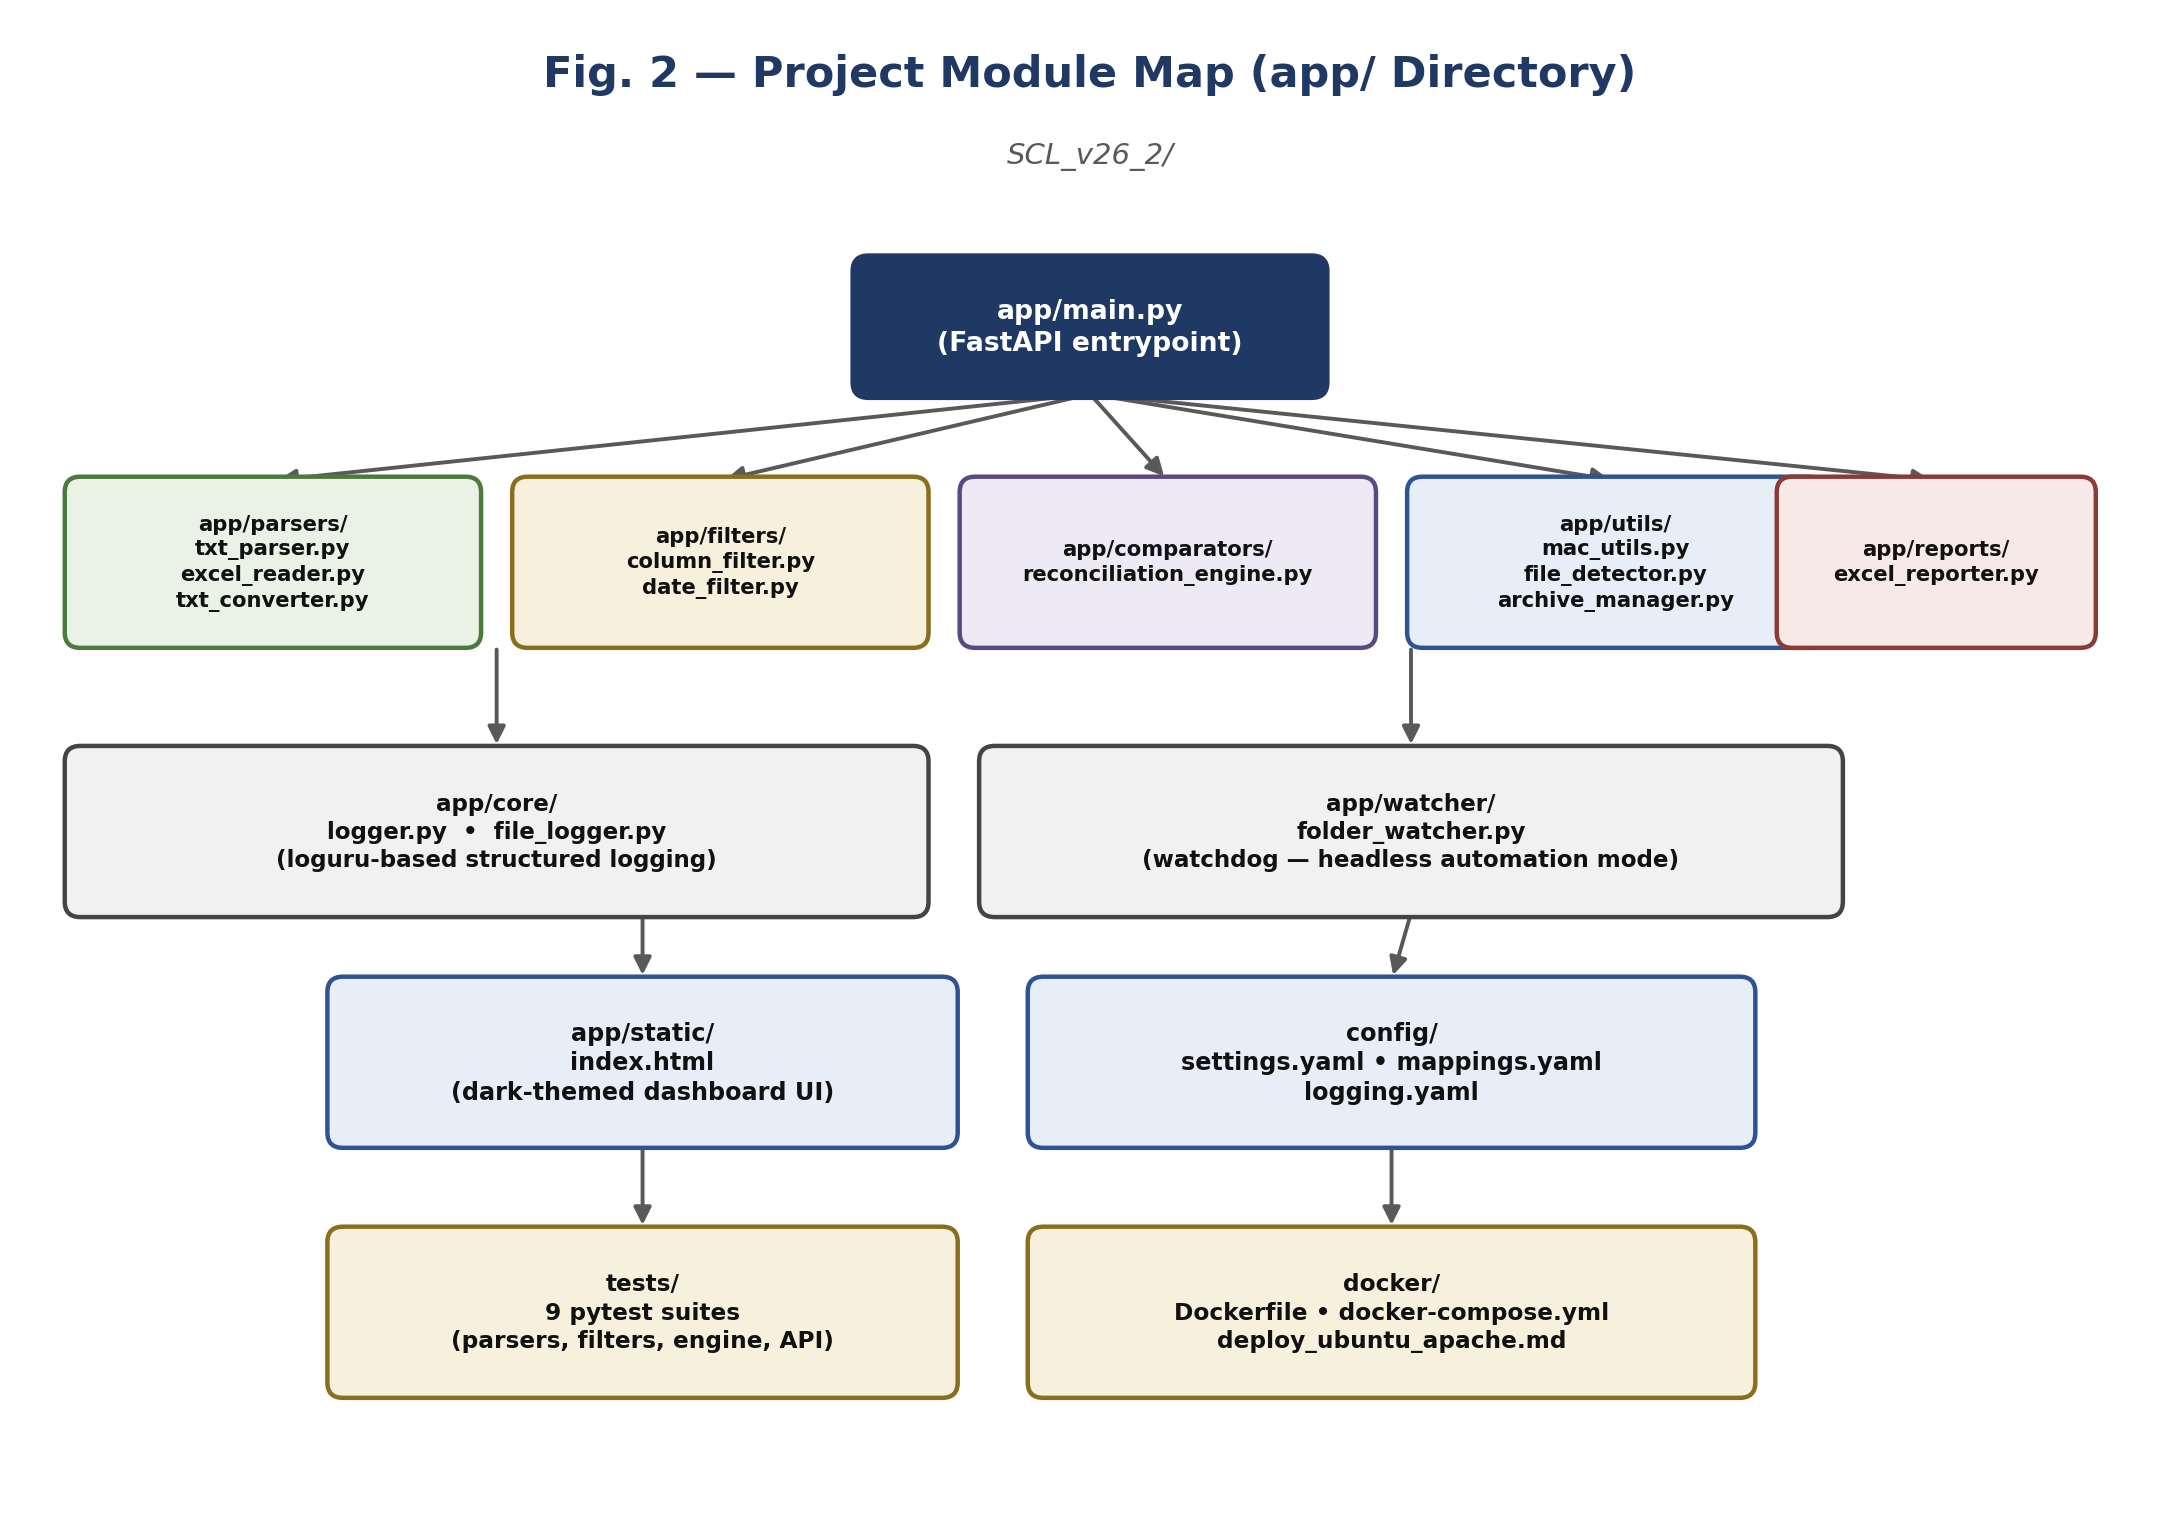 Fig. 2 — Project Module Map (app/ Directory)
SCL_v26_2/
app/main.py
(FastAPI entrypoint)
app/parsers/
txt_parser.py
excel_reader.py
txt_converter.py
app/filters/
column_filter.py
date_filter.py
app/comparators/
reconciliation_engine.py
app/utils/
mac_utils.py
file_detector.py
archive_manager.py
app/reports/
excel_reporter.py
app/core/
logger.py • file_logger.py
(loguru-based structured logging)
app/watcher/
folder_watcher.py
(watchdog — headless automation mode)
app/static/
index.html
(dark-themed dashboard UI)
config/
settings.yaml • mappings.yaml
logging.yaml
tests/
9 pytest suites
(parsers, filters, engine, API)
docker/
Dockerfile • docker-compose.yml
deploy_ubuntu_apache.md